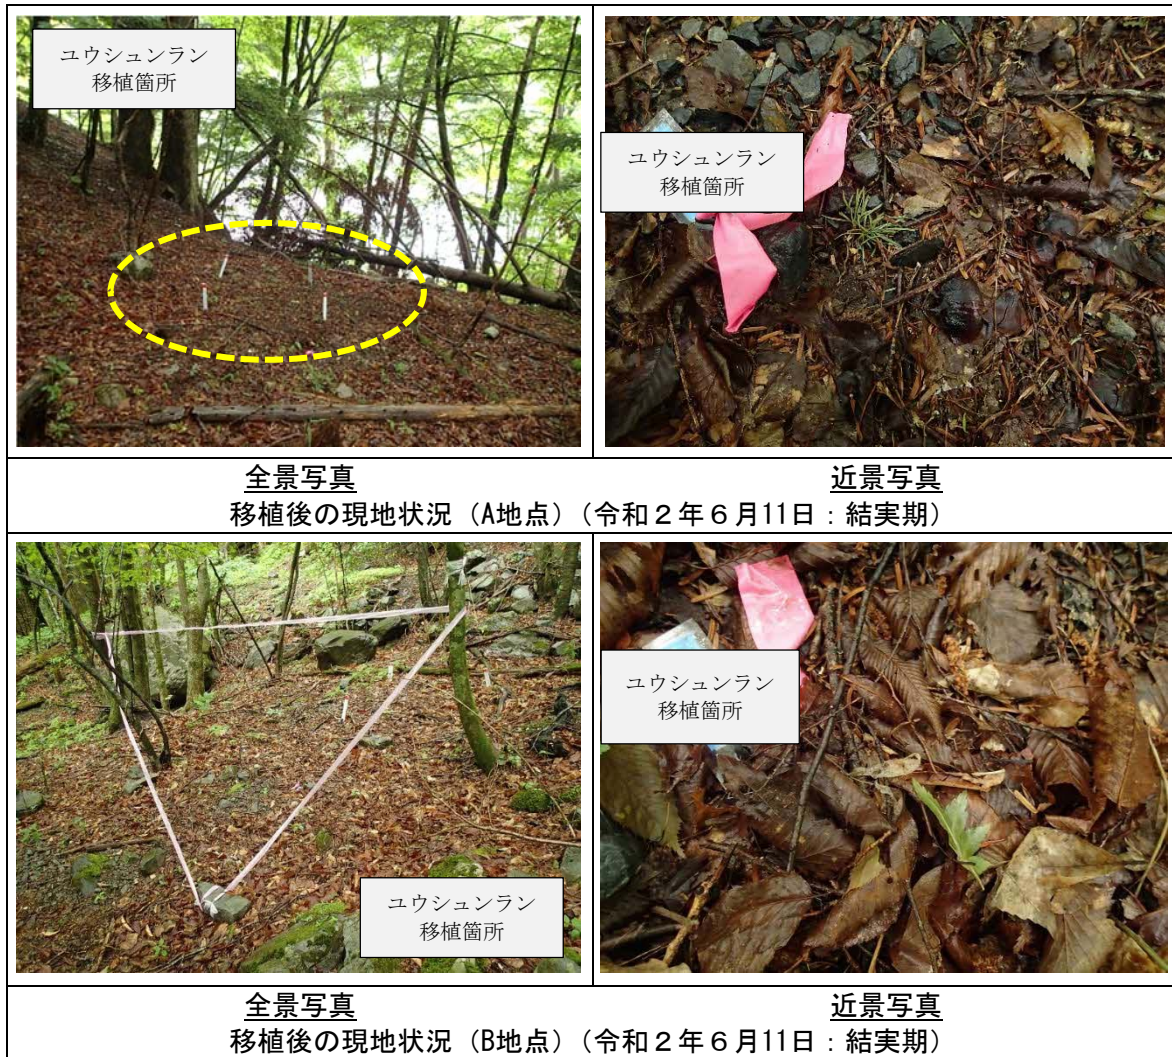 ユウシュンラン
移植箇所
ユウシュンラン
移植箇所
全景写真
近景写真
移植後の現地状況（A地点）（令和２年６月11日：結実期）
ユウシュンラン
移植箇所
ユウシュンラン
移植箇所
全景写真
近景写真
移植後の現地状況（B地点）（令和２年６月11日：結実期）